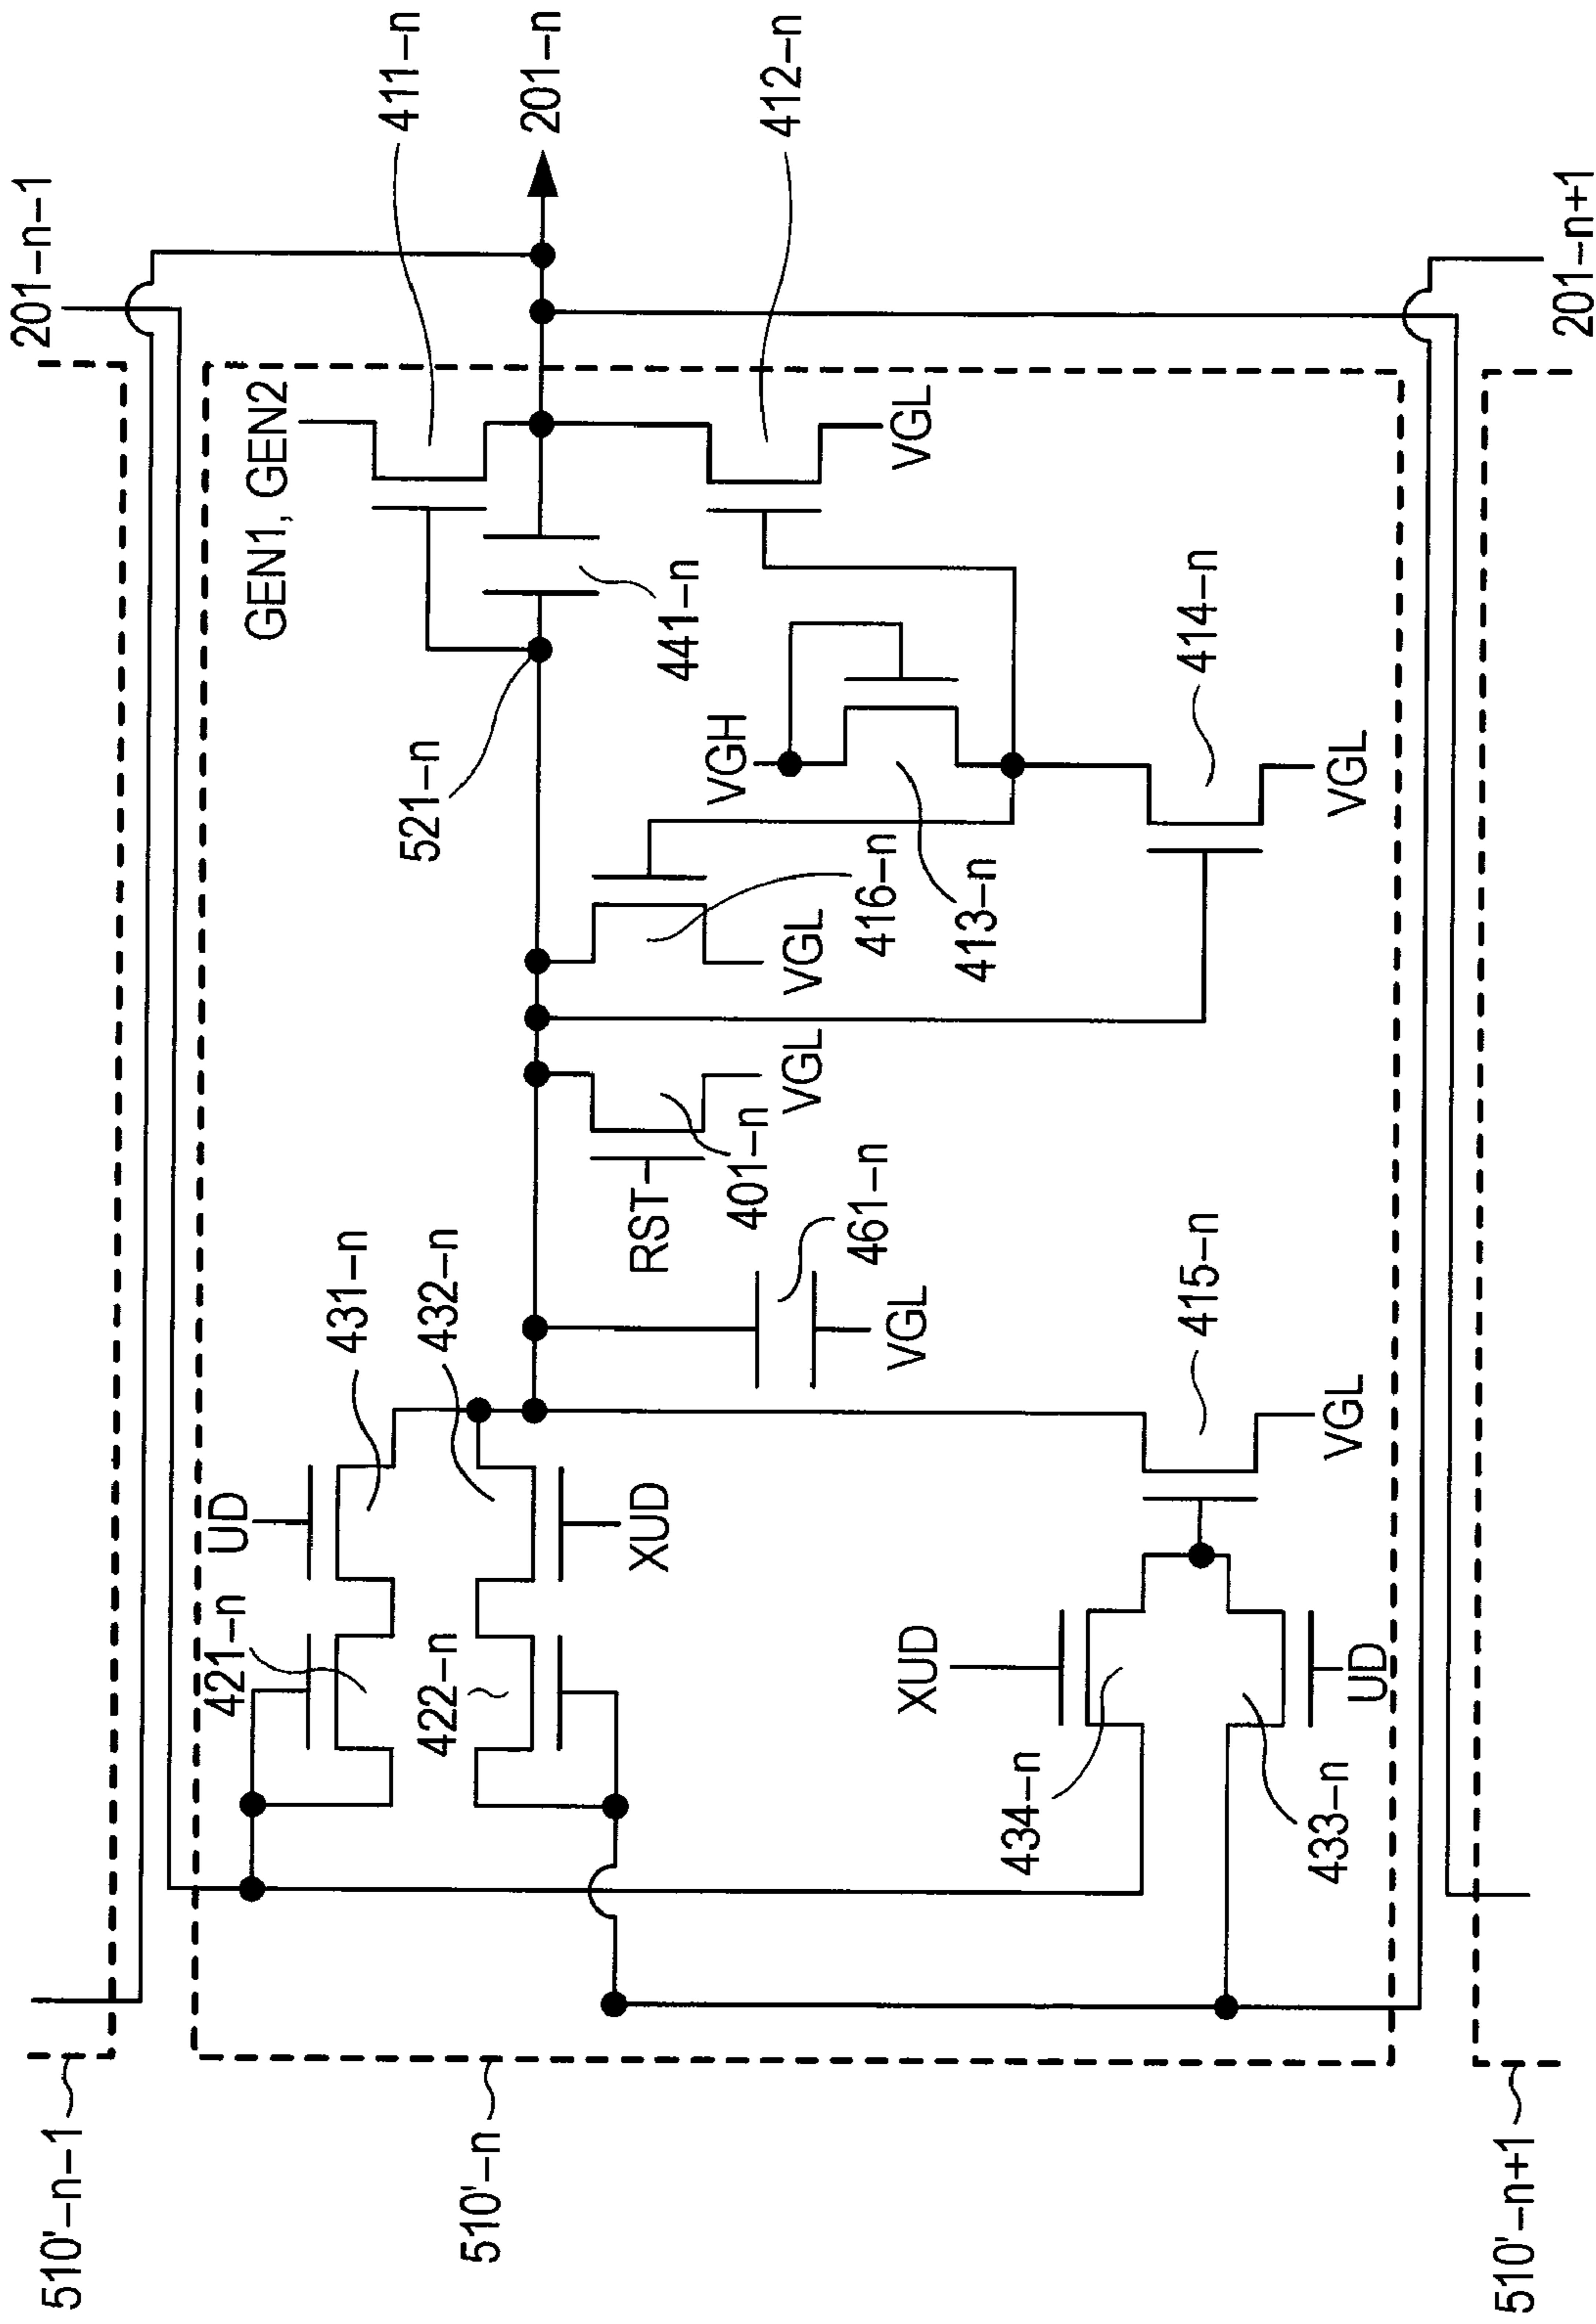 510'–n–1
201–n–1
510'–n
421–n
UD
431–n
GEN1, GEN2
411–n
422–n
XUD
432–n
RST
401–n
VGL
416–n
VGL
521–n
441–n
201–n
461–n
VGL
413–n
VGH
412–n
VGL
XUD
434–n
433–n
UD
415–n
VGL
414–n
VGL
510'–n+1
201–n+1